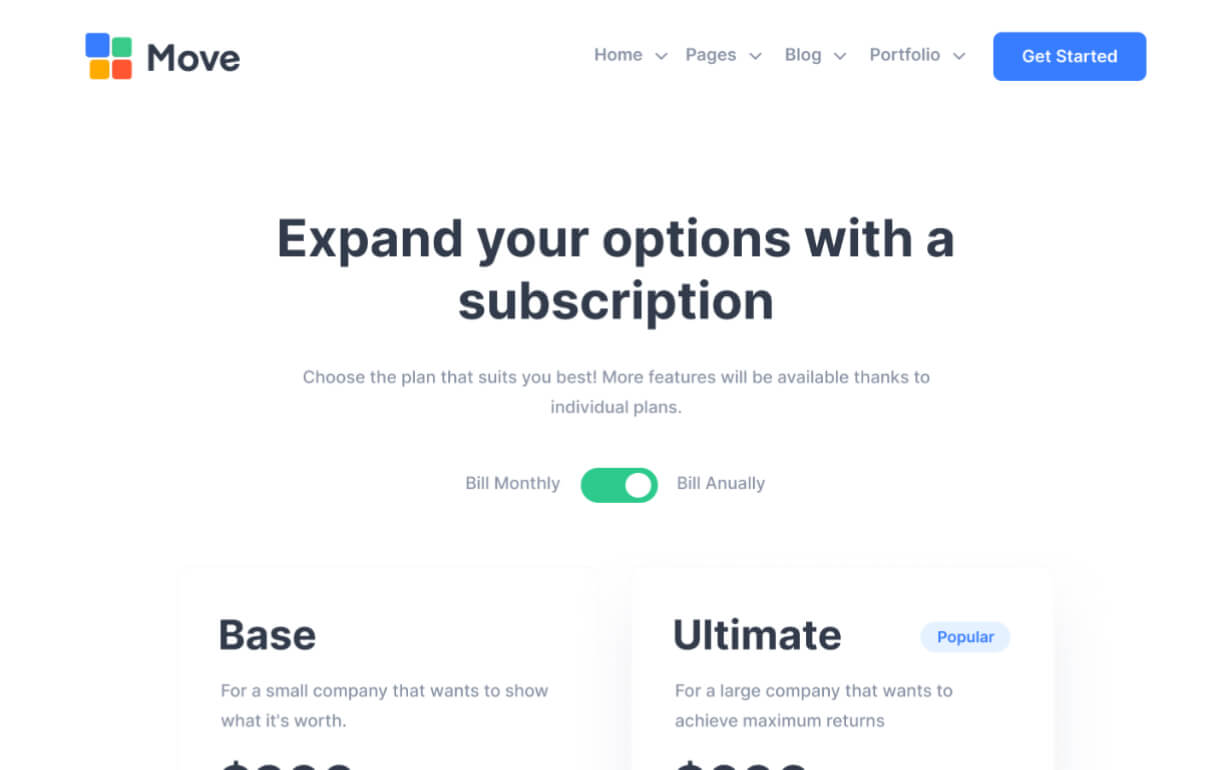 Move
Home
Pages
Blog
Portfolio
Get Started
Expand your options with a
subscription
Choose the plan that suits you best! More features will be available thanks to
individual plans.
Bill Monthly
Bill Anually
Base
For a small company that wants to show
what it's worth.
Ultimate
Popular
For a large company that wants to
achieve maximum returns